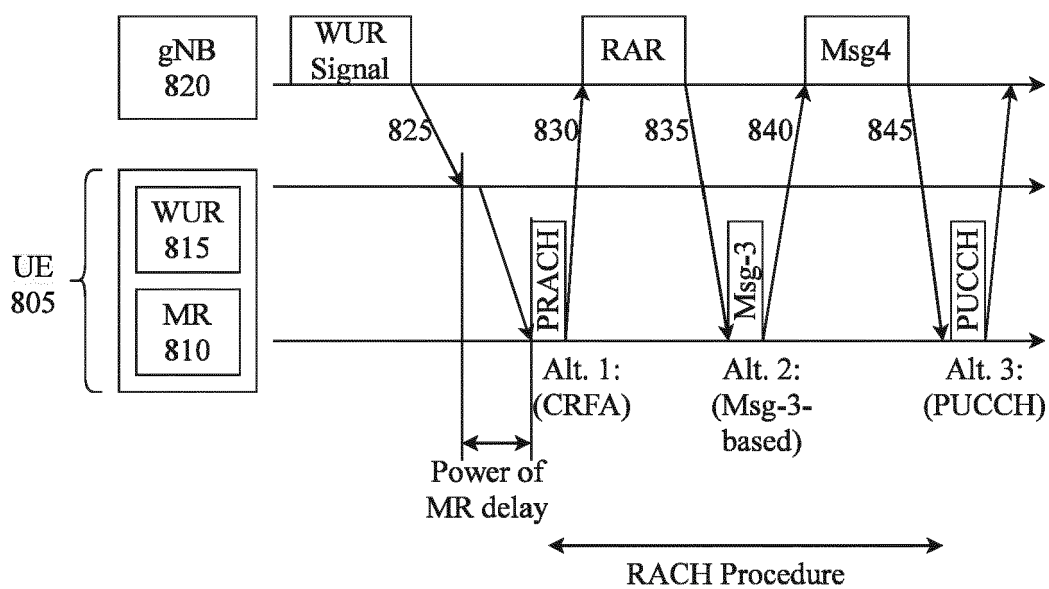 gNB
820
WUR
Signal
RAR
Msg4
825
830
835
840
845
UE
805
WUR
815
MR
810
PRACH
Msg-3
PUCCH
Alt. 1:
(CRFA)
Alt. 2:
(Msg-3-
based)
Alt. 3:
(PUCCH)
Power of
MR delay
RACH Procedure